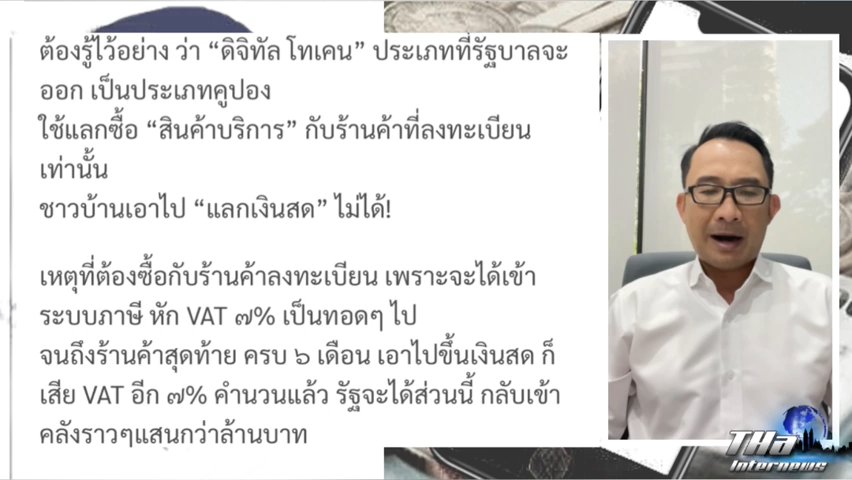 ต้องรู้ไว้อย่าง ว่า “ดิจิทัล โทเคน” ประเภทที่รัฐบาลจะ
ออก เป็นประเภทคูปอง
ใช้แลกซื้อ “สินค้าบริการ” กับร้านค้าที่ลงทะเบียน
เท่านั้น
ชาวบ้านเอาไป “แลกเงินสด” ไม่ได้!
เหตุที่ต้องซื้อกับร้านค้าลงทะเบียน เพราะจะได้เข้า
ระบบภาษี หัก VAT ๗% เป็นทอดๆ ไป
จนถึงร้านค้าสุดท้าย ครบ ๖ เดือน เอาไปขึ้นเงินสด ก็
เสีย VAT อีก ๗% คำนวนแล้ว รัฐจะได้ส่วนนี้ กลับเข้า
คลังราวๆแสนกว่าล้านบาท
THa
Internews